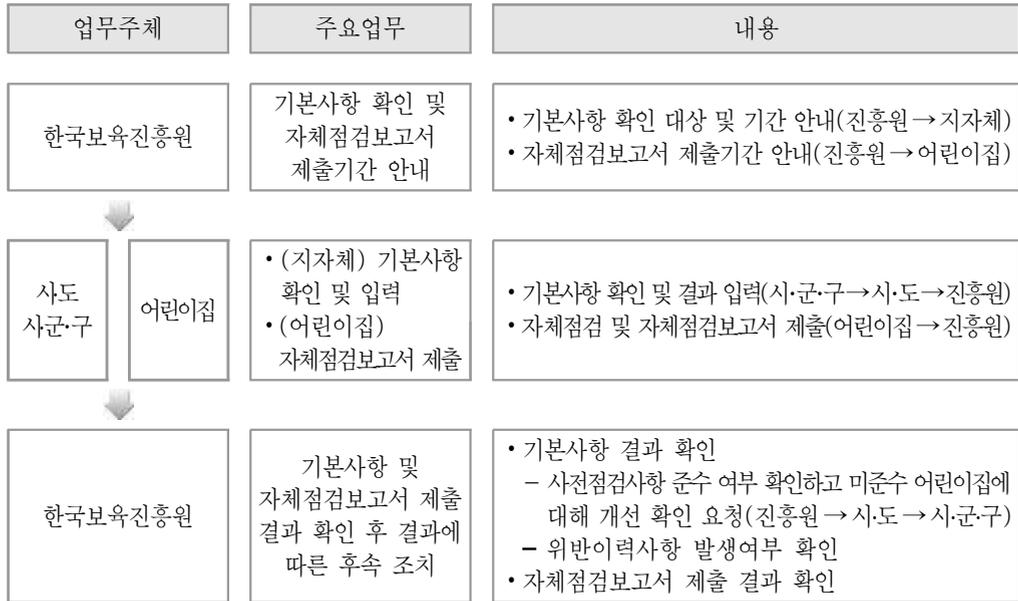 업무주체
주요업무
내용
한국보육진흥원
기본사항 확인 및
자체점검보고서
제출기간 안내
• 기본사항 확인 대상 및 기간 안내(진흥원→지자체)
• 자체점검보고서 제출기간 안내(진흥원→어린이집)
시·도
시·군·구
어린이집
• (지자체) 기본사항
확인 및 입력
• (어린이집)
자체점검보고서 제출
• 기본사항 확인 및 결과 입력(시·군·구→시·도→진흥원)
• 자체점검 및 자체점검보고서 제출(어린이집→진흥원)
한국보육진흥원
기본사항 및
자체점검보고서 제출
결과 확인 후 결과에
따른 후속 조치
• 기본사항 결과 확인
– 사전점검사항 준수 여부 확인하고 미준수 어린이집에
대해 개선 확인 요청(진흥원→시·도→시·군·구)
– 위반이력사항 발생여부 확인
• 자체점검보고서 제출 결과 확인